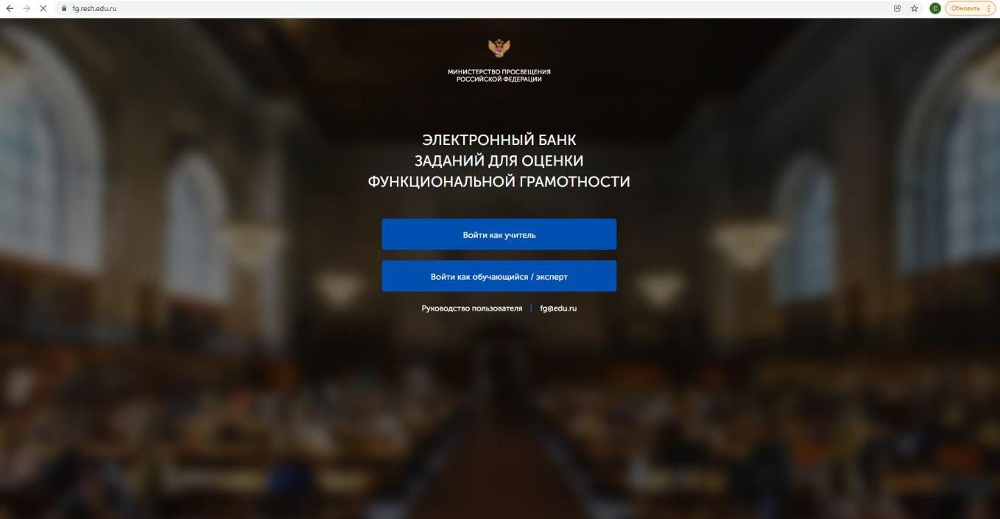 fg.resh.edu.ru
С
Обновить
МИНИСТЕРСТВО ПРОСВЕЩЕНИЯ
РОССИЙСКОЙ ФЕДЕРАЦИИ
ЭЛЕКТРОННЫЙ БАНК
ЗАДАНИЙ ДЛЯ ОЦЕНКИ
ФУНКЦИОНАЛЬНОЙ ГРАМОТНОСТИ
Войти как учитель
Войти как обучающийся / эксперт
Руководство пользователя | fg@edu.ru